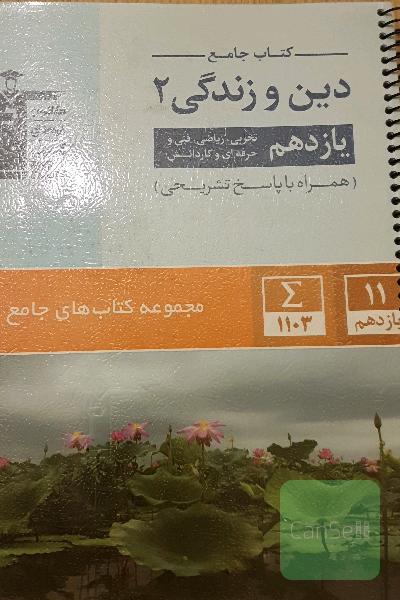 کتاب جامع
دین و زندگی ۲
یازدهم
تجربی، ریاضی، فنی و
حرفه‌ای و کاردانش
(همراه با پاسخ تشریحی)
مجموعه کتاب‌های جامع
Σ
۱۱۰۳
۱۱
یازدهم
CanSell